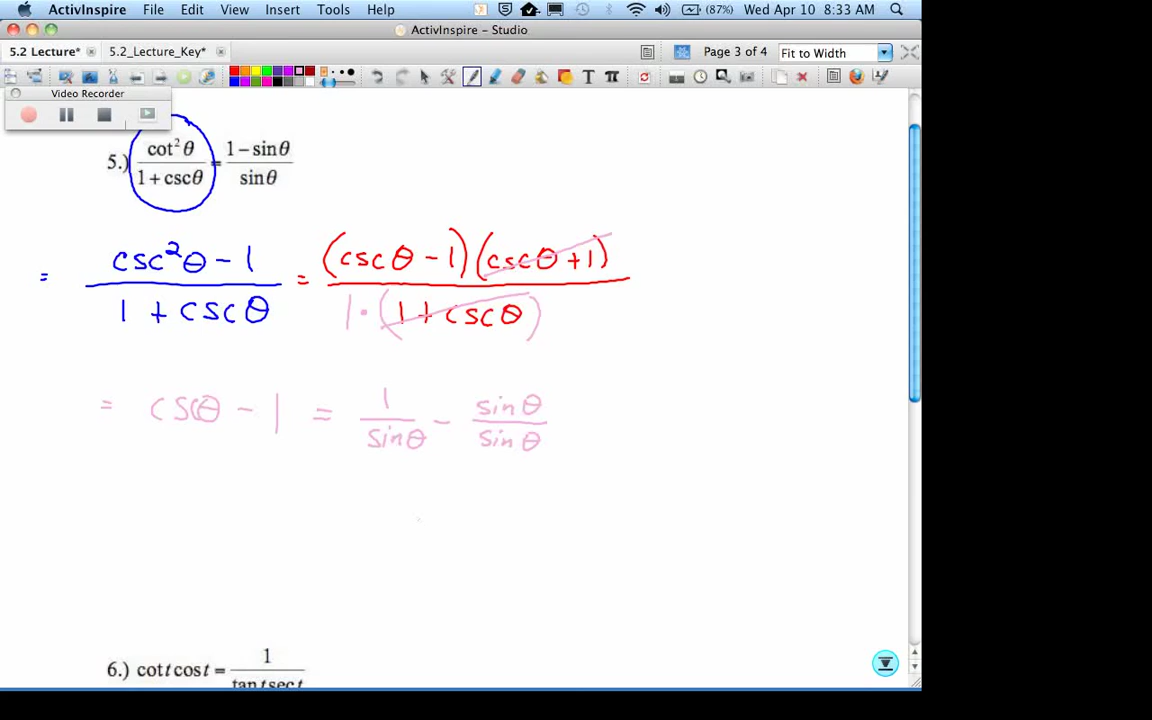 ActivInspire File Edit View Insert Tools Help (87%) Wed Apr 10 8:33 AM
ActivInspire - Studio
5.2 Lecture* 5.2_Lecture_Key* Page 3 of 4 Fit to Width
Video Recorder
5.) cot²θ / 1 + cscθ = 1 − sinθ / sinθ
= csc²θ − 1 / 1 + cscθ = (cscθ − 1)(cscθ + 1) / 1 · (1 + cscθ)
= cscθ − 1 = 1 / sinθ − sinθ / sinθ
6.) cot t cos t = 1 / tan t sec t